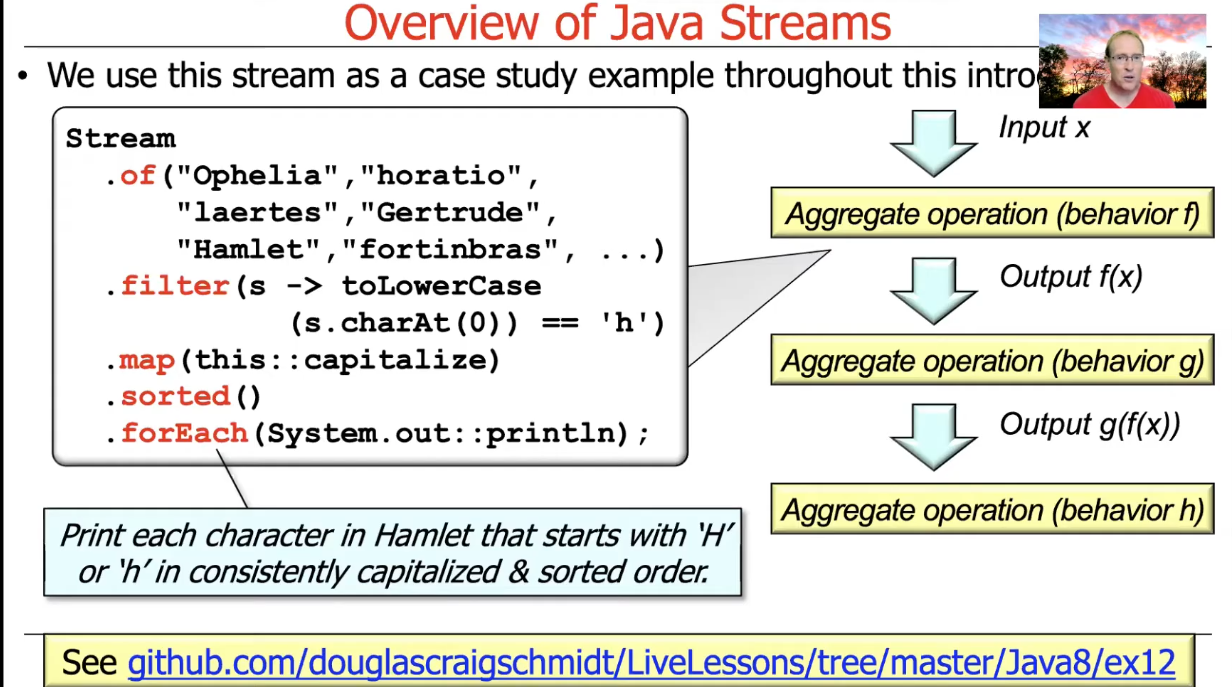 Overview of Java Streams
• We use this stream as a case study example throughout this intro
Stream
.of("Ophelia","horatio",
"laertes","Gertrude",
"Hamlet","fortinbras", ...)
.filter(s -> toLowerCase
(s.charAt(0)) == 'h')
.map(this::capitalize)
.sorted()
.forEach(System.out::println);
Print each character in Hamlet that starts with ‘H’
or ‘h’ in consistently capitalized & sorted order.
Input x
Aggregate operation (behavior f)
Output f(x)
Aggregate operation (behavior g)
Output g(f(x))
Aggregate operation (behavior h)
See github.com/douglascraigschmidt/LiveLessons/tree/master/Java8/ex12